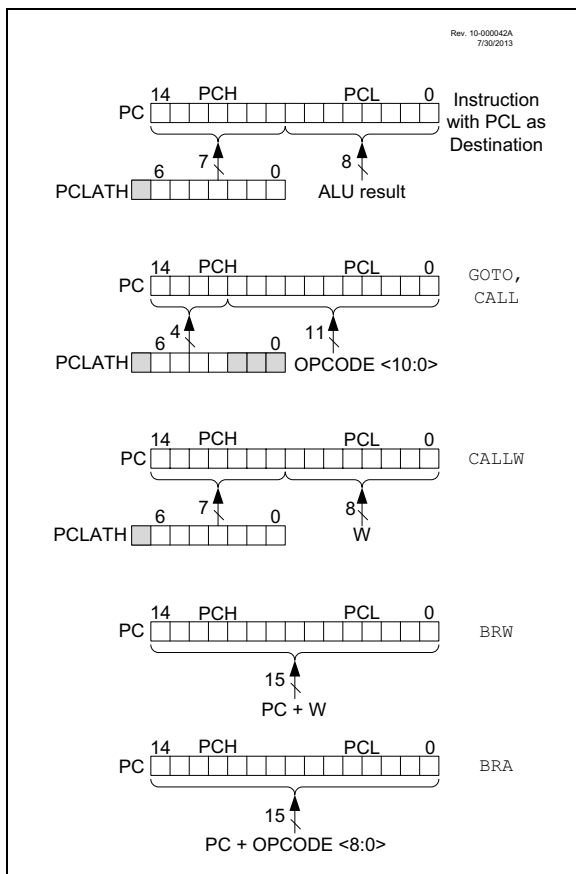 Rev. 10-000042A
7/30/2013
14 PCH PCL 0
PC
Instruction
with PCL as
Destination
7 8
6 0
PCLATH
ALU result
14 PCH PCL 0
PC
GOTO,
CALL
4 11
6 0
PCLATH
OPCODE <10:0>
14 PCH PCL 0
PC
CALLW
7 8
6 0
PCLATH
W
14 PCH PCL 0
PC
BRW
15
PC + W
14 PCH PCL 0
PC
BRA
15
PC + OPCODE <8:0>